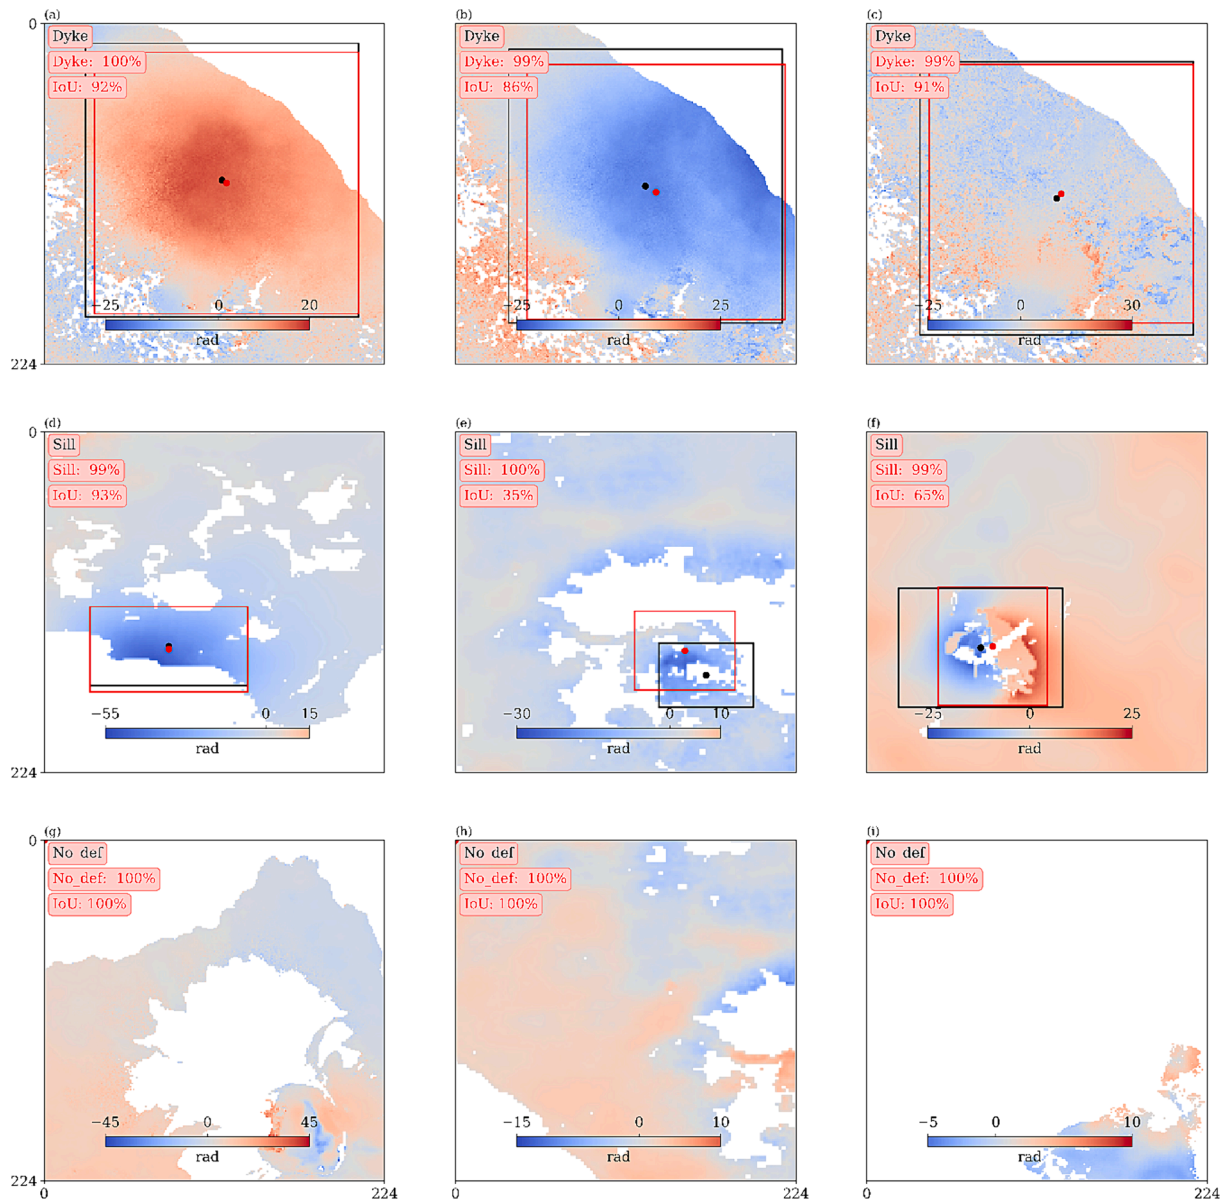 (a)
0
Dyke
Dyke: 100%
IoU: 92%
−25 0 20
rad
224
(b)
Dyke
Dyke: 99%
IoU: 86%
−25 0 25
rad
(c)
Dyke
Dyke: 99%
IoU: 91%
−25 0 30
rad
(d)
0
Sill
Sill: 99%
IoU: 93%
−55 0 15
rad
224
(e)
Sill
Sill: 100%
IoU: 35%
−30 0 10
rad
(f)
Sill
Sill: 99%
IoU: 65%
−25 0 25
rad
(g)
0
No def
No_def: 100%
IoU: 100%
−45 0 45
rad
224
0 224
(h)
No def
No_def: 100%
IoU: 100%
−15 0 10
rad
0 224
(i)
No def
No_def: 100%
IoU: 100%
−5 0 10
rad
0 224